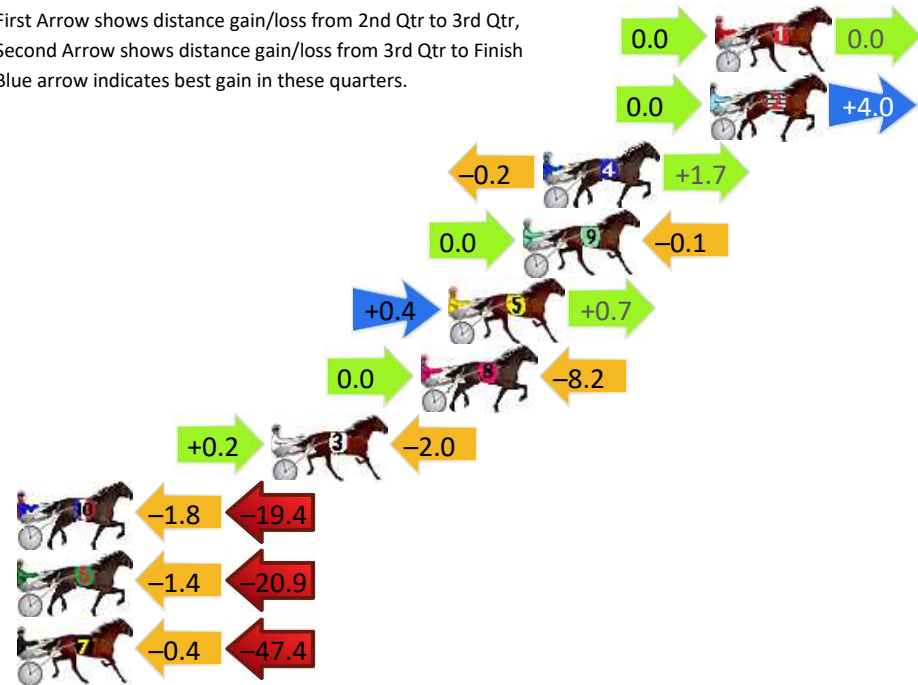 First Arrow shows distance gain/loss from 2nd Qtr to 3rd Qtr,
Second Arrow shows distance gain/loss from 3rd Qtr to Finish
Blue arrow indicates best gain in these quarters.
0.0 1 0.0
0.0 2 +4.0
–0.2 4 +1.7
0.0 9 –0.1
+0.4 5 +0.7
0.0 8 –8.2
+0.2 3 –2.0
10 –1.8 –19.4
6 –1.4 –20.9
7 –0.4 –47.4